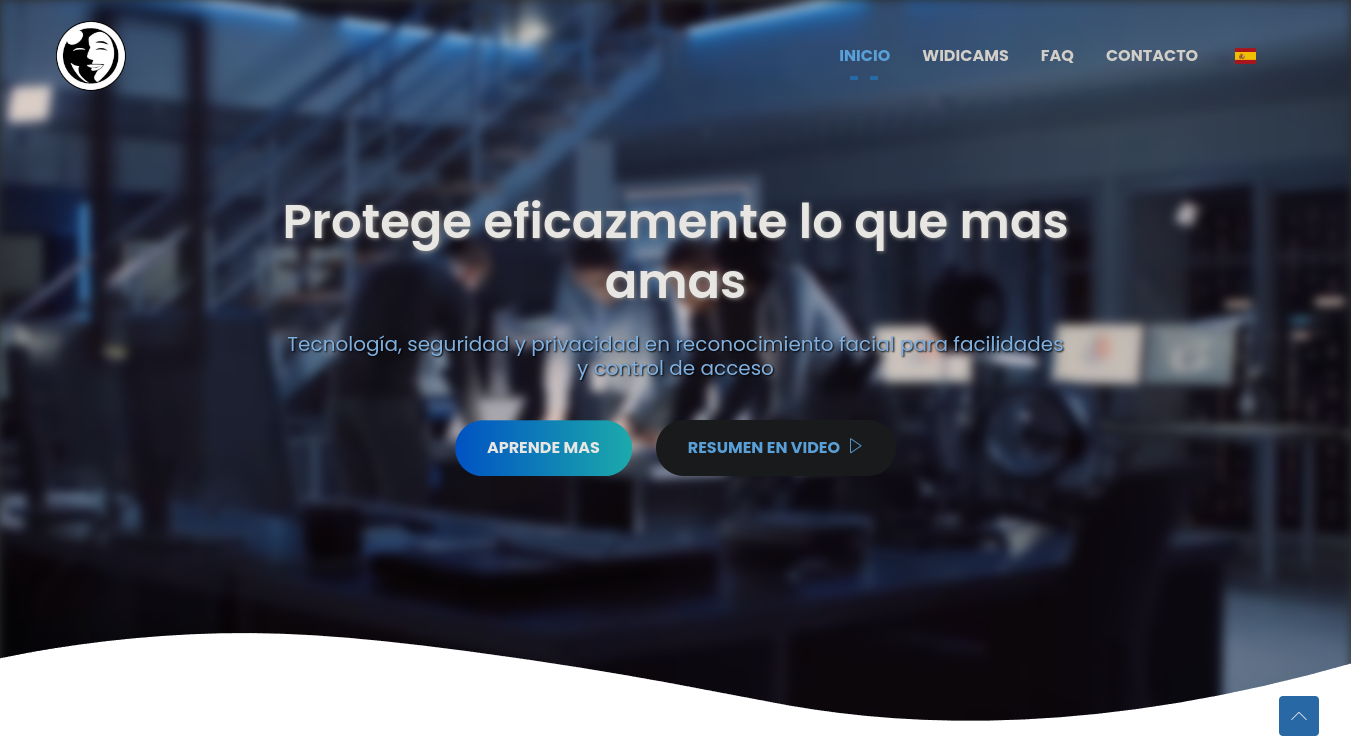 INICIO WIDICAMS FAQ CONTACTO
Protege eficazmente lo que mas
amas
Tecnología, seguridad y privacidad en reconocimiento facial para facilidades
y control de acceso
APRENDE MAS RESUMEN EN VIDEO